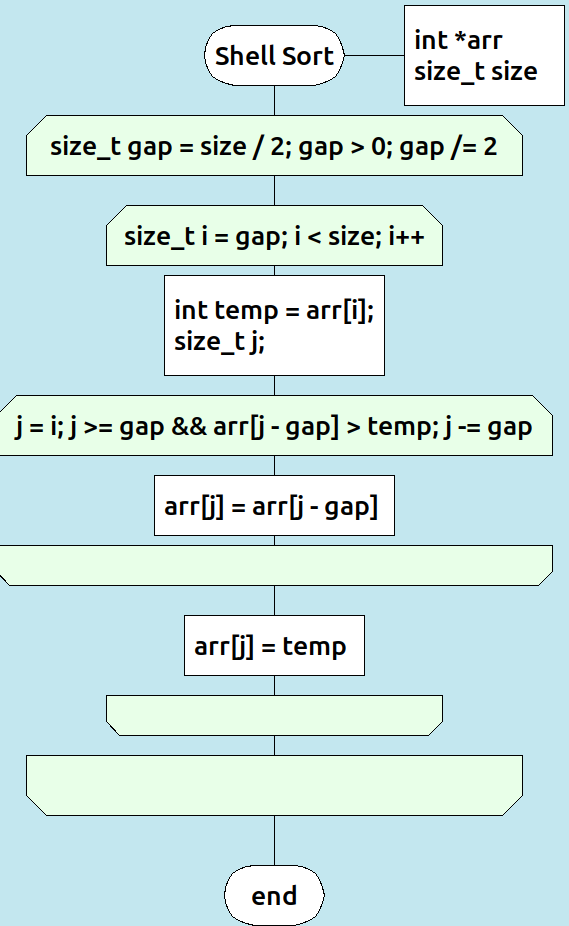 Shell Sort
int *arr
size_t size
size_t gap = size / 2; gap > 0; gap /= 2
size_t i = gap; i < size; i++
int temp = arr[i];
size_t j;
j = i; j >= gap && arr[j - gap] > temp; j -= gap
arr[j] = arr[j - gap]
arr[j] = temp
end